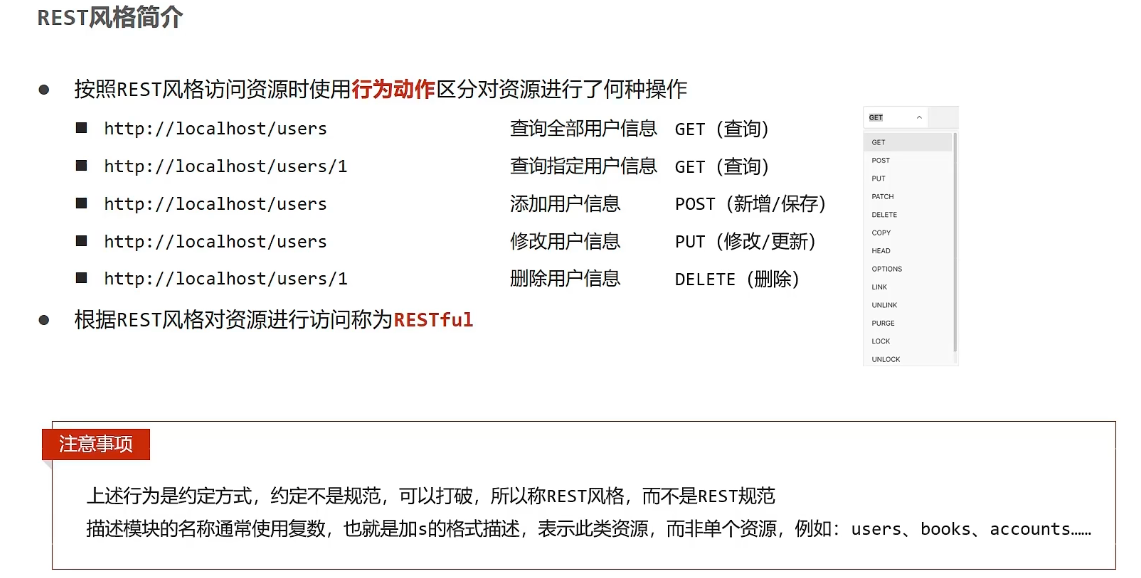 REST风格简介
按照REST风格访问资源时使用行为动作区分对资源进行了何种操作
http://localhost/users 查询全部用户信息 GET（查询）
http://localhost/users/1 查询指定用户信息 GET（查询）
http://localhost/users 添加用户信息 POST（新增/保存）
http://localhost/users 修改用户信息 PUT（修改/更新）
http://localhost/users/1 删除用户信息 DELETE（删除）
根据REST风格对资源进行访问称为RESTful
GET
GET
POST
PUT
PATCH
DELETE
COPY
HEAD
OPTIONS
LINK
UNLINK
PURGE
LOCK
UNLOCK
注意事项
上述行为是约定方式，约定不是规范，可以打破，所以称REST风格，而不是REST规范
描述模块的名称通常使用复数，也就是加s的格式描述，表示此类资源，而非单个资源，例如：users、books、accounts……